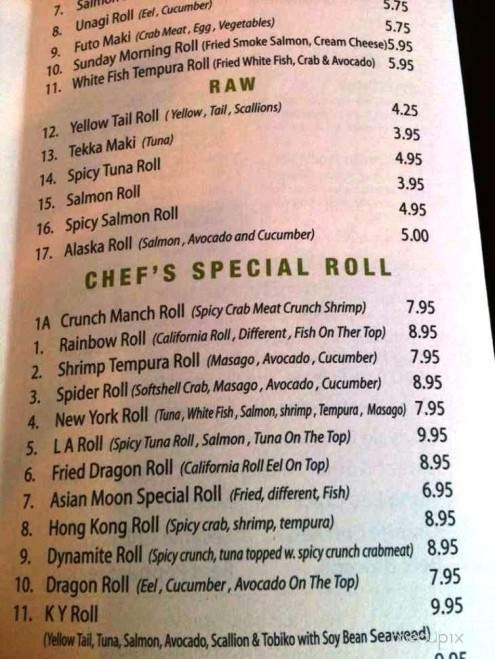 7. Salmon
8. Unagi Roll (Eel, Cucumber) 5.75
9. Futo Maki (Crab Meat, Egg, Vegetables) 5.75
10. Sunday Morning Roll (Fried Smoke Salmon, Cream Cheese) 5.95
11. White Fish Tempura Roll (Fried White Fish, Crab & Avocado) 5.95
RAW
12. Yellow Tail Roll (Yellow, Tail, Scallions) 4.25
13. Tekka Maki (Tuna) 3.95
14. Spicy Tuna Roll 4.95
15. Salmon Roll 3.95
16. Spicy Salmon Roll 4.95
17. Alaska Roll (Salmon, Avocado and Cucumber) 5.00
CHEF'S SPECIAL ROLL
1A Crunch Manch Roll (Spicy Crab Meat Crunch Shrimp) 7.95
1. Rainbow Roll (California Roll, Different, Fish On Ther Top) 8.95
2. Shrimp Tempura Roll (Masago, Avocado, Cucumber) 7.95
3. Spider Roll (Softshell Crab, Masago, Avocado, Cucumber) 8.95
4. New York Roll (Tuna, White Fish, Salmon, shrimp, Tempura, Masago) 7.95
5. L A Roll (Spicy Tuna Roll, Salmon, Tuna On The Top) 9.95
6. Fried Dragon Roll (California Roll Eel On Top) 8.95
7. Asian Moon Special Roll (Fried, different, Fish) 6.95
8. Hong Kong Roll (Spicy crab, shrimp, tempura) 8.95
9. Dynamite Roll (Spicy crunch, tuna topped w. spicy crunch crabmeat) 8.95
10. Dragon Roll (Eel, Cucumber, Avocado On The Top) 7.95
11. K Y Roll 9.95
(Yellow Tail, Tuna, Salmon, Avocado, Scallion & Tobiko with Soy Bean Seaweed)